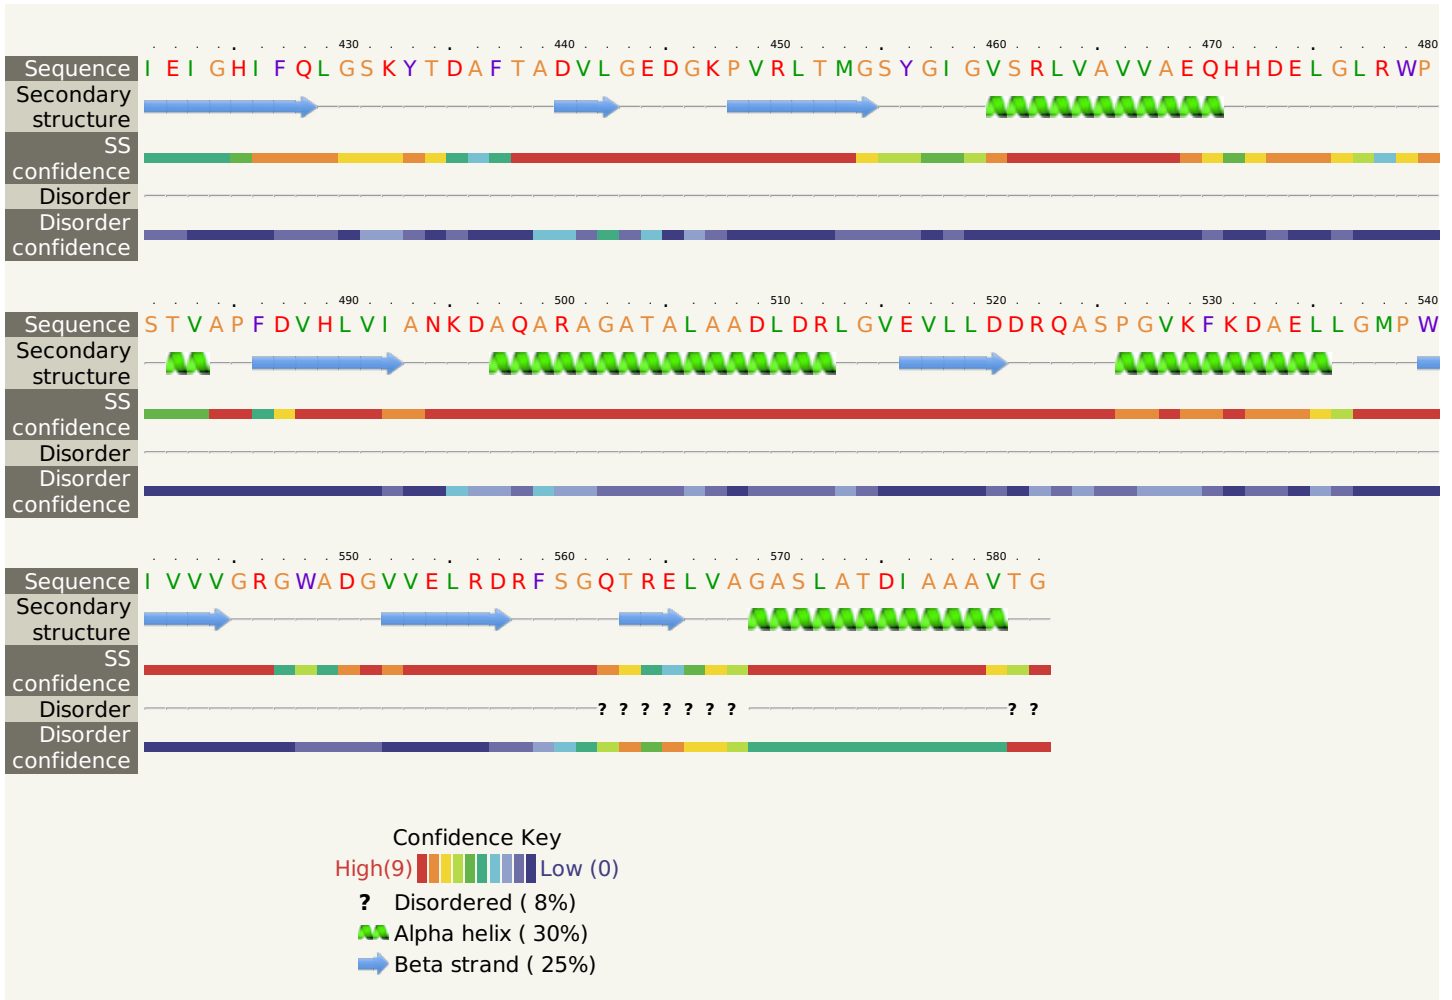 430 440 450 460 470 480
Sequence I E I G H I F Q L G S K Y T D A F T A D V L G E D G K P V R L T M G S Y G I G V S R L V A V V A E Q H H D E L G L R W P
Secondary
structure
SS
confidence
Disorder
Disorder
confidence
490 500 510 520 530 540
Sequence S T V A P F D V H L V I A N K D A Q A R A G A T A L A A D L D R L G V E V L L D D R Q A S P G V K F K D A E L L G M P W
Secondary
structure
SS
confidence
Disorder
Disorder
confidence
550 560 570 580
Sequence I V V V G R G W A D G V V E L R D R F S G Q T R E L V A G A S L A T D I A A A V T G
Secondary
structure
SS
confidence
Disorder ? ? ? ? ? ? ? ? ?
Disorder
confidence
Confidence Key
High(9) Low (0)
? Disordered ( 8%)
Alpha helix ( 30%)
Beta strand ( 25%)